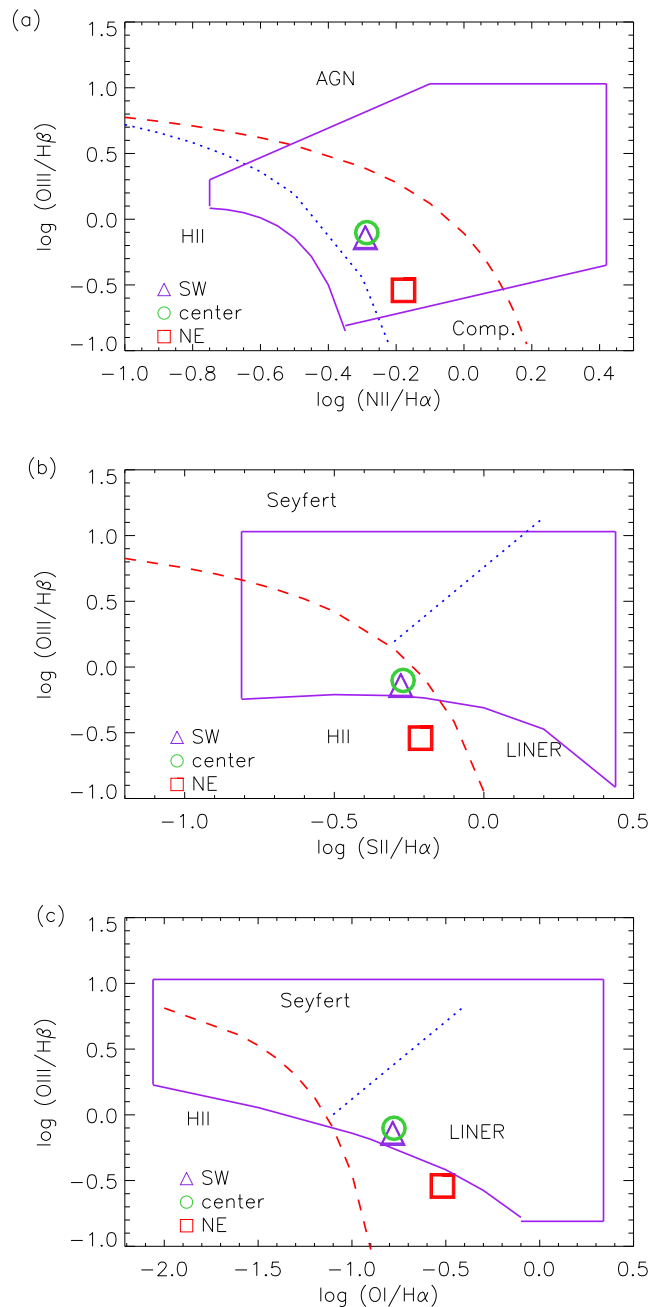 (a)
1.5
1.0
0.5
0.0
−0.5
−1.0
log (OIII/Hβ)
AGN
HII
Comp.
SW
center
NE
−1.0 −0.8 −0.6 −0.4 −0.2 0.0 0.2 0.4
log (NII/Hα)
(b)
1.5
1.0
0.5
0.0
−0.5
−1.0
log (OIII/Hβ)
Seyfert
HII
LINER
SW
center
NE
−1.0 −0.5 0.0 0.5
log (SII/Hα)
(c)
1.5
1.0
0.5
0.0
−0.5
−1.0
log (OIII/Hβ)
Seyfert
HII
LINER
SW
center
NE
−2.0 −1.5 −1.0 −0.5 0.0 0.5
log (OI/Hα)